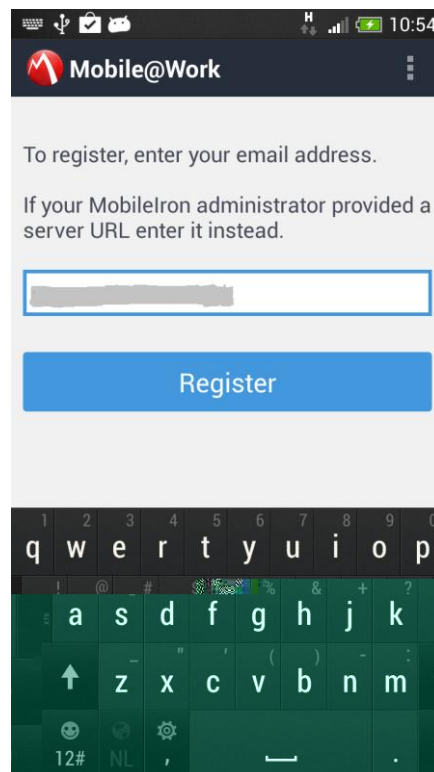 H 10:54
Mobile@Work
To register, enter your email address.
If your MobileIron administrator provided a
server URL enter it instead.
Register
1 2 3 4 5 6 7 8 9 0
q w e r t y u i o p
! @ _ # % & + ?
a s d f g h j k
_ " ' ( ) - :
z x c v b n m
12# NL , .